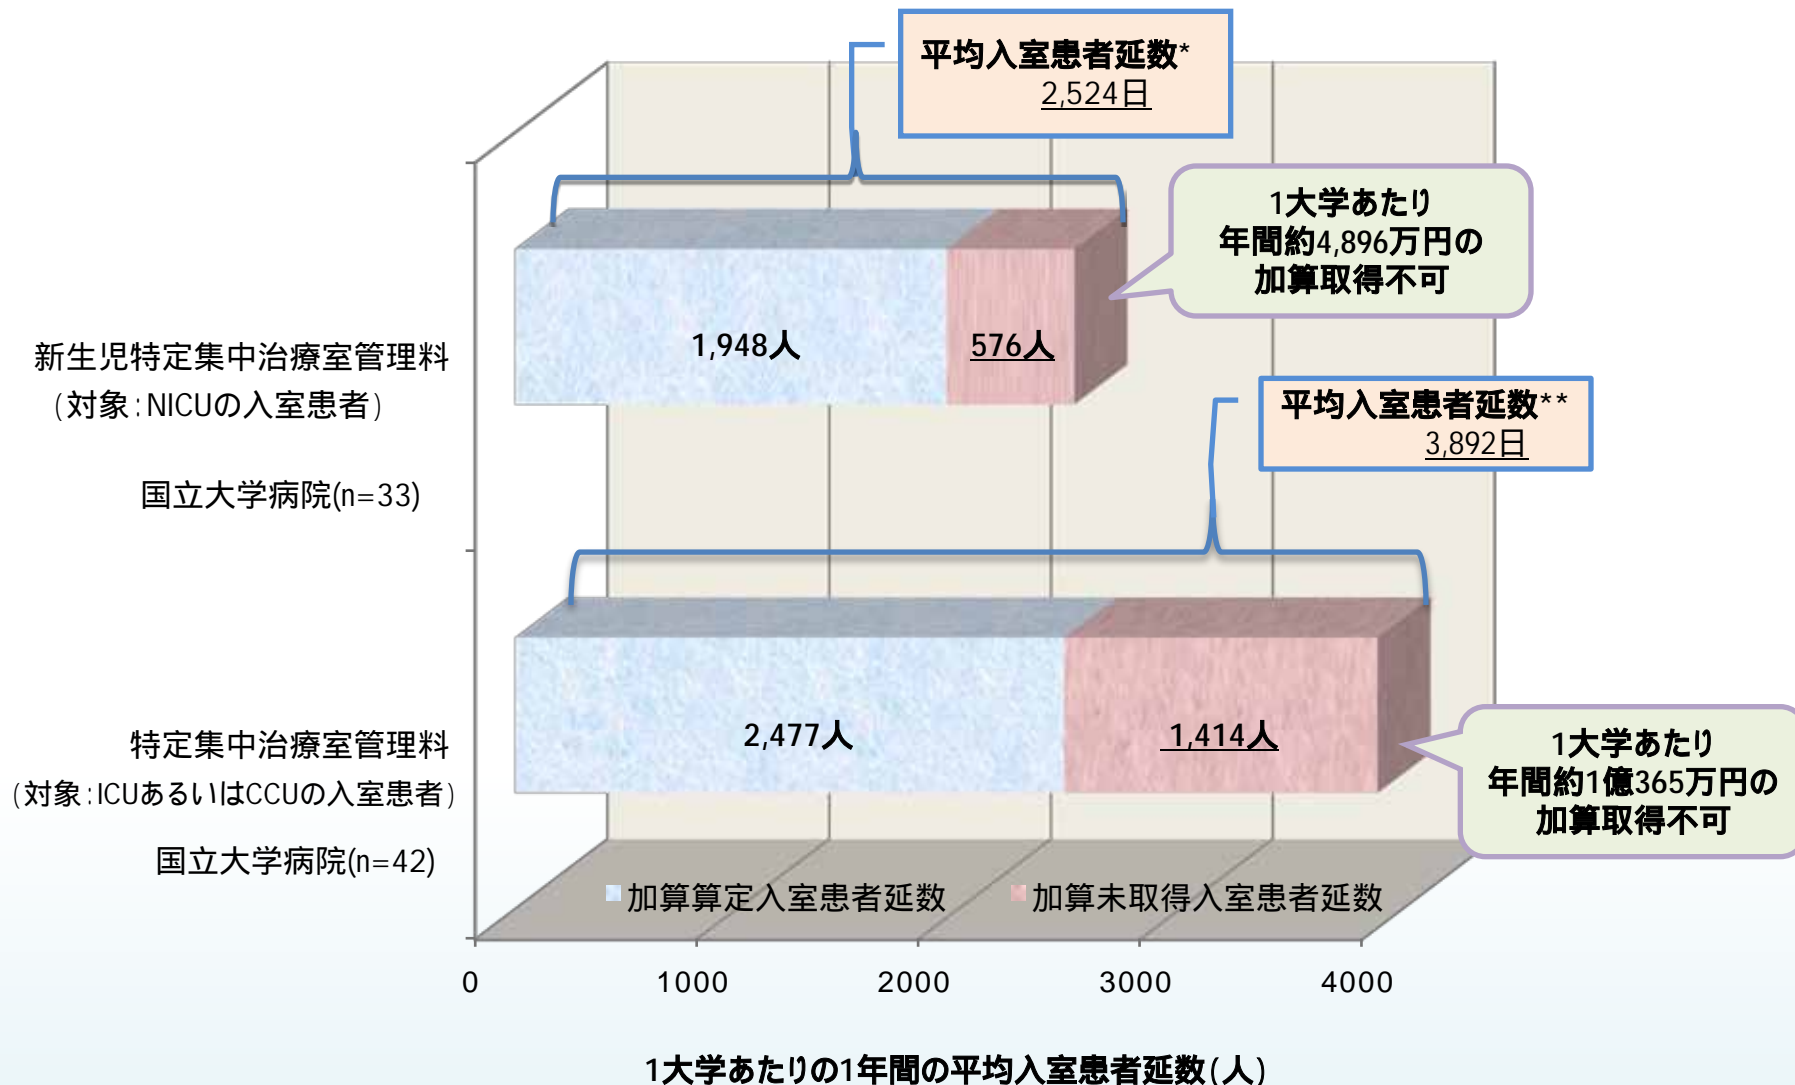 平均入室患者延数*
2,524日
1大学あたり
年間約4,896万円の
加算取得不可
1,948人
576人
新生児特定集中治療室管理料
(対象:NICUの入室患者)
国立大学病院(n=33)
平均入室患者延数**
3,892日
2,477人
1,414人
特定集中治療室管理料
(対象:ICUあるいはCCUの入室患者)
国立大学病院(n=42)
1大学あたり
年間約1億365万円の
加算取得不可
加算算定入室患者延数
加算未取得入室患者延数
0 1000 2000 3000 4000
1大学あたりの1年間の平均入室患者延数(人)